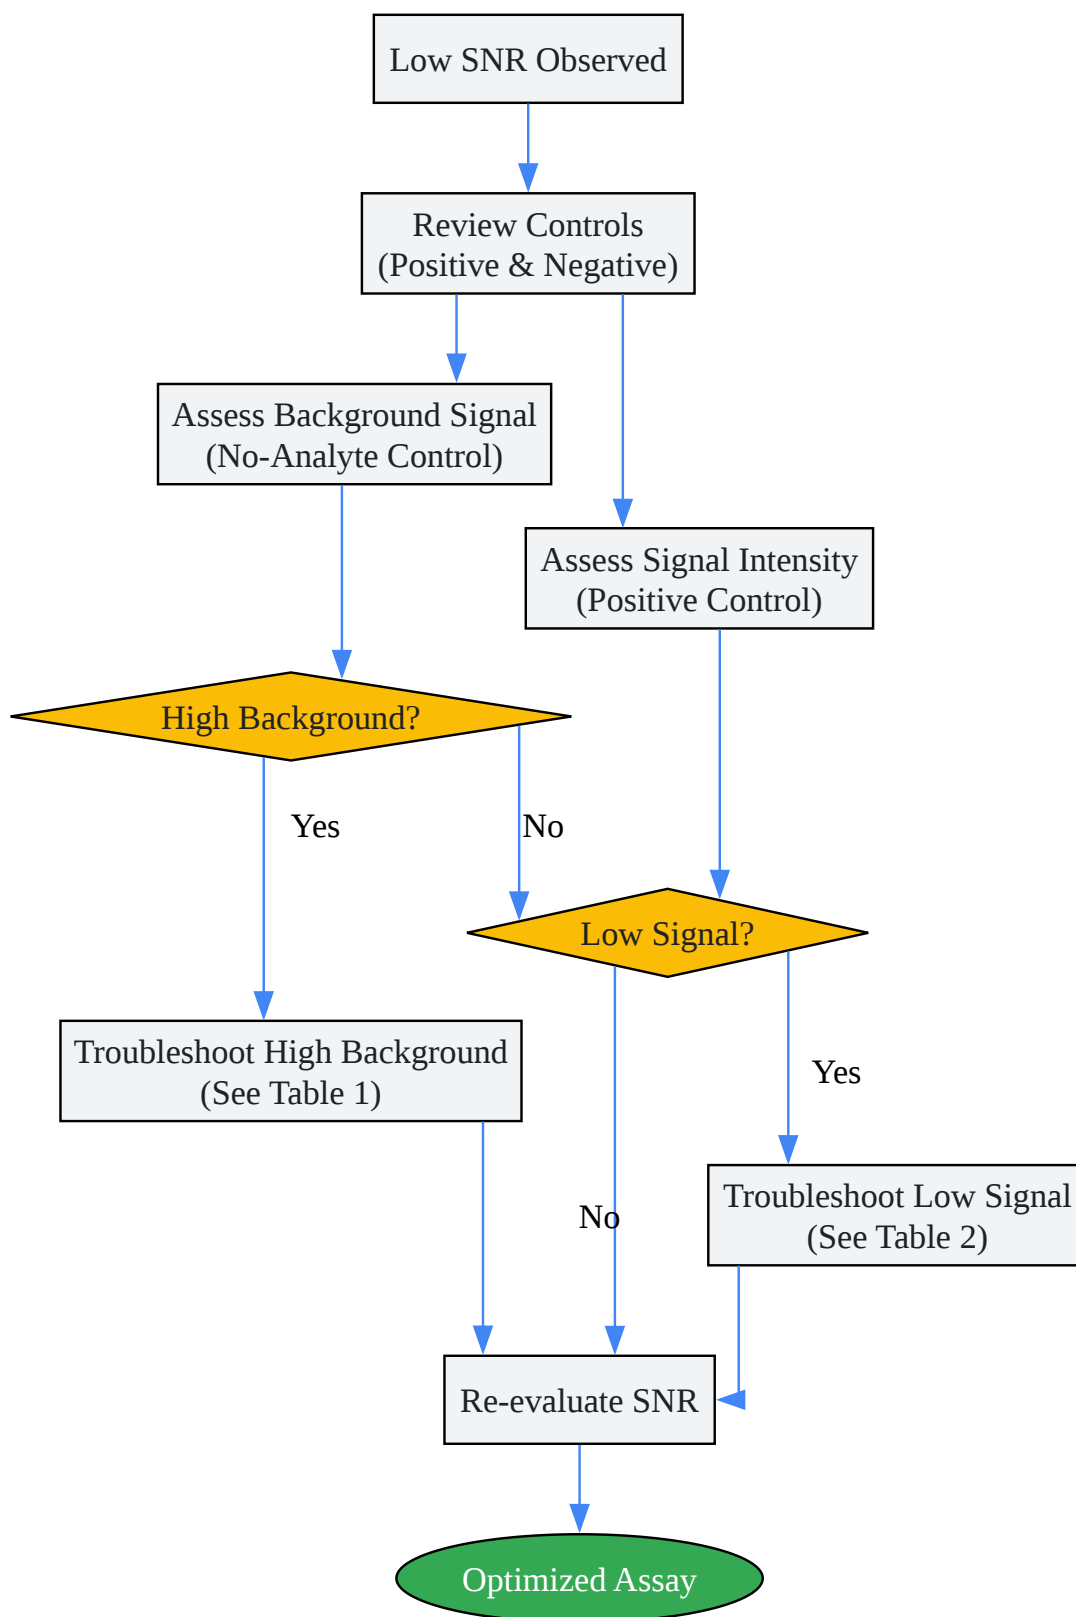 Low SNR Observed
Review Controls
(Positive & Negative)
Assess Background Signal
(No-Analyte Control)
Assess Signal Intensity
(Positive Control)
High Background?
Yes
No
Low Signal?
Troubleshoot High Background
(See Table 1)
Yes
Troubleshoot Low Signal
(See Table 2)
No
Re-evaluate SNR
Optimized Assay